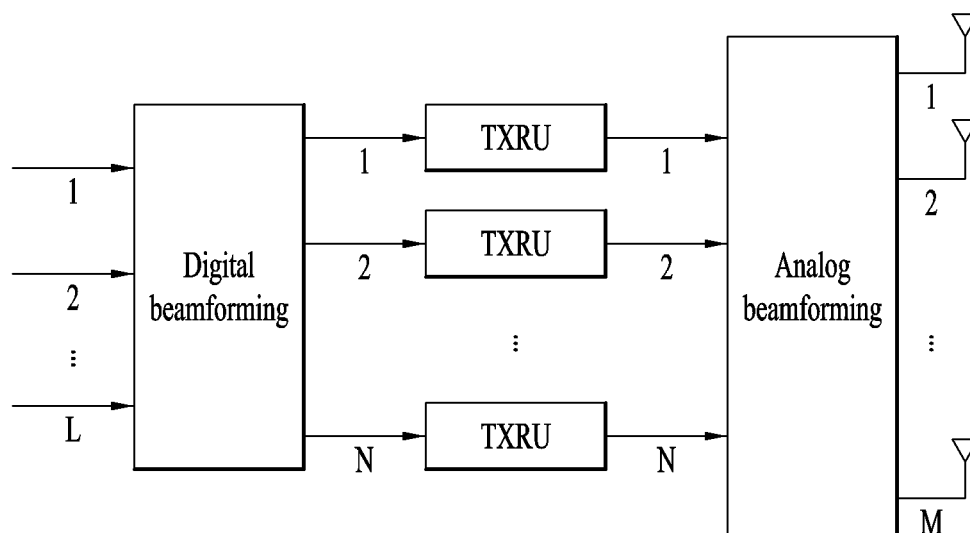 1
2
...
L
Digital
beamforming
1
2
N
TXRU
TXRU
...
TXRU
1
2
N
Analog
beamforming
1
2
...
M